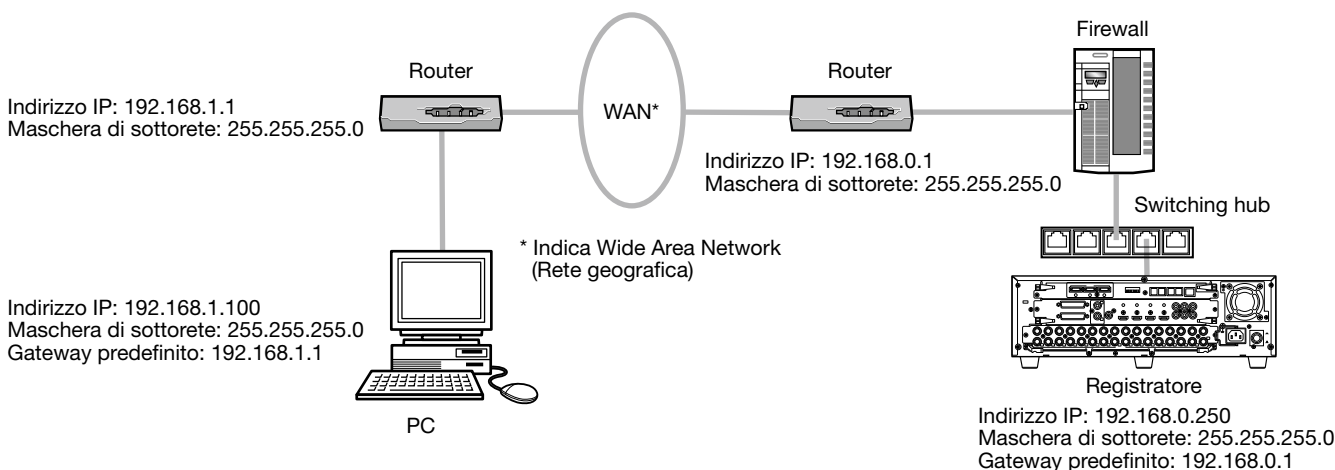 Firewall
Router
Router
Indirizzo IP: 192.168.1.1
Maschera di sottorete: 255.255.255.0
WAN*
Indirizzo IP: 192.168.0.1
Maschera di sottorete: 255.255.255.0
Switching hub
* Indica Wide Area Network
(Rete geografica)
Indirizzo IP: 192.168.1.100
Maschera di sottorete: 255.255.255.0
Gateway predefinito: 192.168.1.1
PC
Registratore
Indirizzo IP: 192.168.0.250
Maschera di sottorete: 255.255.255.0
Gateway predefinito: 192.168.0.1